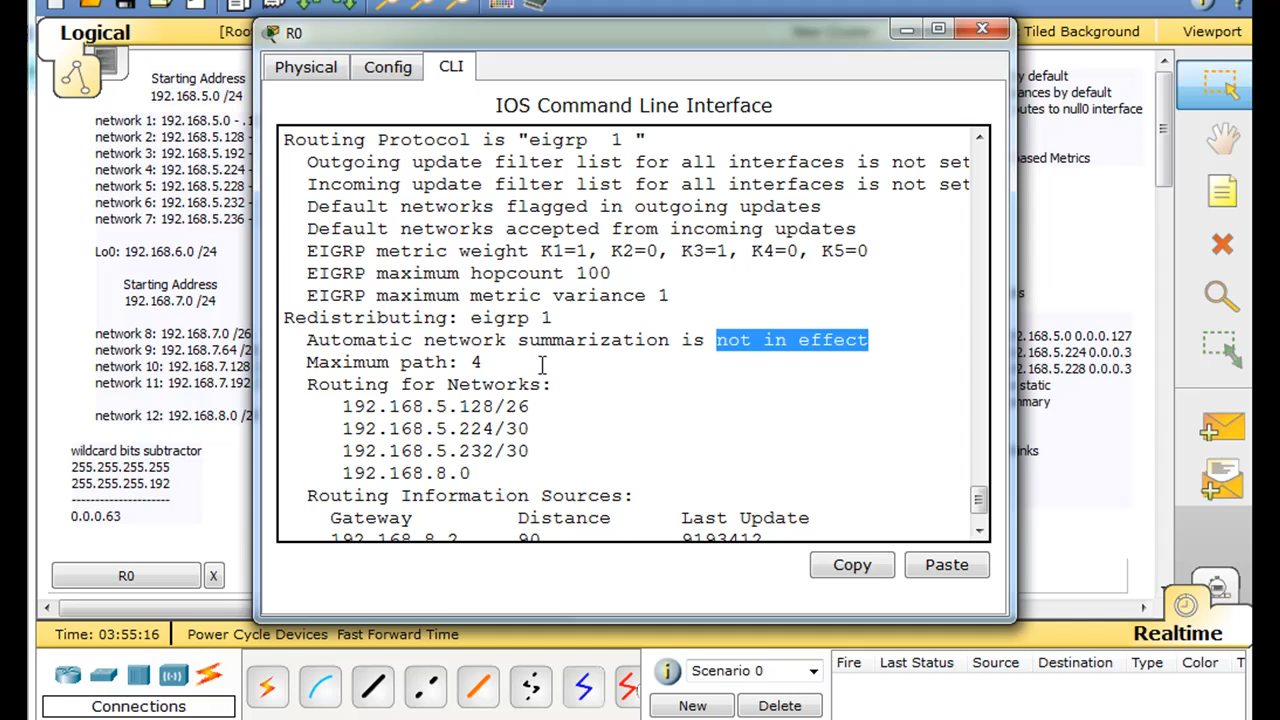 Logical
[Roo
Tiled Background
Viewport
R0
Physical
Config
CLI
IOS Command Line Interface
Routing Protocol is "eigrp  1 "
Outgoing update filter list for all interfaces is not set
Incoming update filter list for all interfaces is not set
Default networks flagged in outgoing updates
Default networks accepted from incoming updates
EIGRP metric weight K1=1, K2=0, K3=1, K4=0, K5=0
EIGRP maximum hopcount 100
EIGRP maximum metric variance 1
Redistributing: eigrp 1
Automatic network summarization is not in effect
Maximum path: 4
Routing for Networks:
192.168.5.128/26
192.168.5.224/30
192.168.5.232/30
192.168.8.0
Routing Information Sources:
Gateway Distance Last Update
192.168.8.2 90 9193412
Copy
Paste
Starting Address
192.168.5.0 /24
network 1: 192.168.5.0 - .1
network 2: 192.168.5.128
network 3: 192.168.5.192
network 4: 192.168.5.224
network 5: 192.168.5.228
network 6: 192.168.5.232
network 7: 192.168.5.236
Lo0: 192.168.6.0 /24
Starting Address
192.168.7.0 /24
network 8: 192.168.7.0 /26
network 9: 192.168.7.64
network 10: 192.168.7.128
network 11: 192.168.7.192
network 12: 192.168.8.0 /2
wildcard bits subtractor
255.255.255.255
255.255.255.192
----------------------
0.0.0.63
R0
X
by default
ances by default
utes to null0 interface
based Metrics
s
2.168.5.0 0.0.0.127
2.168.5.224 0.0.0.3
2.168.5.228 0.0.0.3
static
mmary
inks
Time: 03:55:16
Power Cycle Devices
Fast Forward Time
Realtime
Connections
Scenario 0
New
Delete
Fire
Last Status
Source
Destination
Type
Color
T